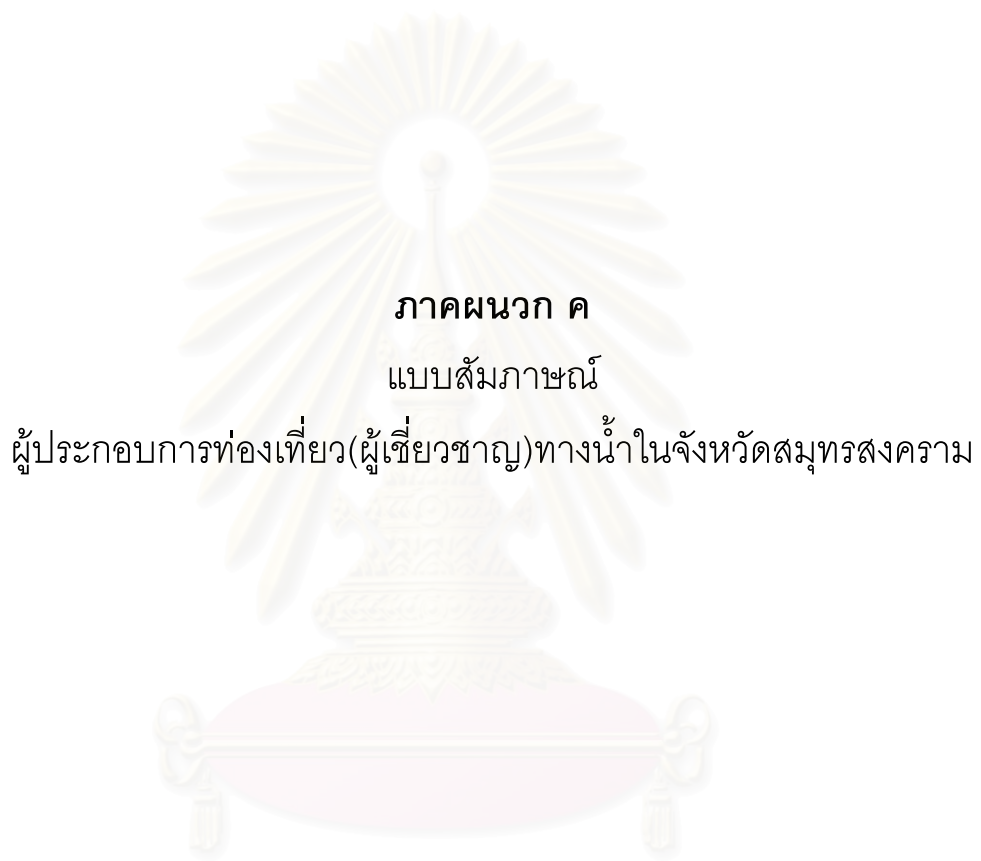 ภาคผนวก ค
แบบสัมภาษณ์
ผู้ประกอบการท่องเที่ยว(ผู้เชี่ยวชาญ)ทางน้ำในจังหวัดสมุทรสงคราม